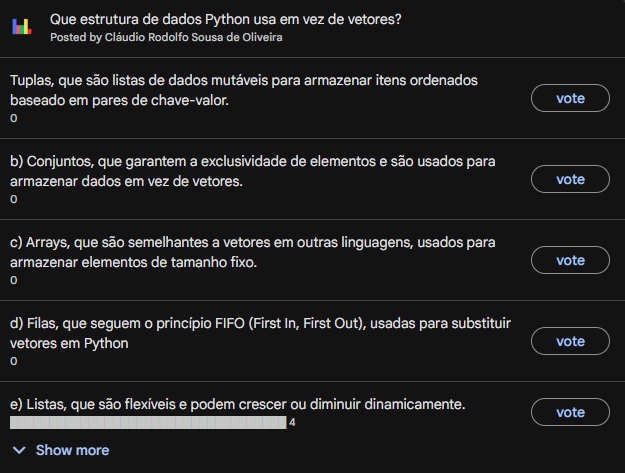 Que estrutura de dados Python usa em vez de vetores?
Posted by Cláudio Rodolfo Sousa de Oliveira
Tuplas, que são listas de dados mutáveis para armazenar itens ordenados
baseado em pares de chave-valor.
vote
0
b) Conjuntos, que garantem a exclusividade de elementos e são usados para
armazenar dados em vez de vetores.
vote
0
c) Arrays, que são semelhantes a vetores em outras linguagens, usados para
armazenar elementos de tamanho fixo.
vote
0
d) Filas, que seguem o princípio FIFO (First In, First Out), usadas para substituir
vetores em Python
vote
0
e) Listas, que são flexíveis e podem crescer ou diminuir dinamicamente.
vote
4
Show more